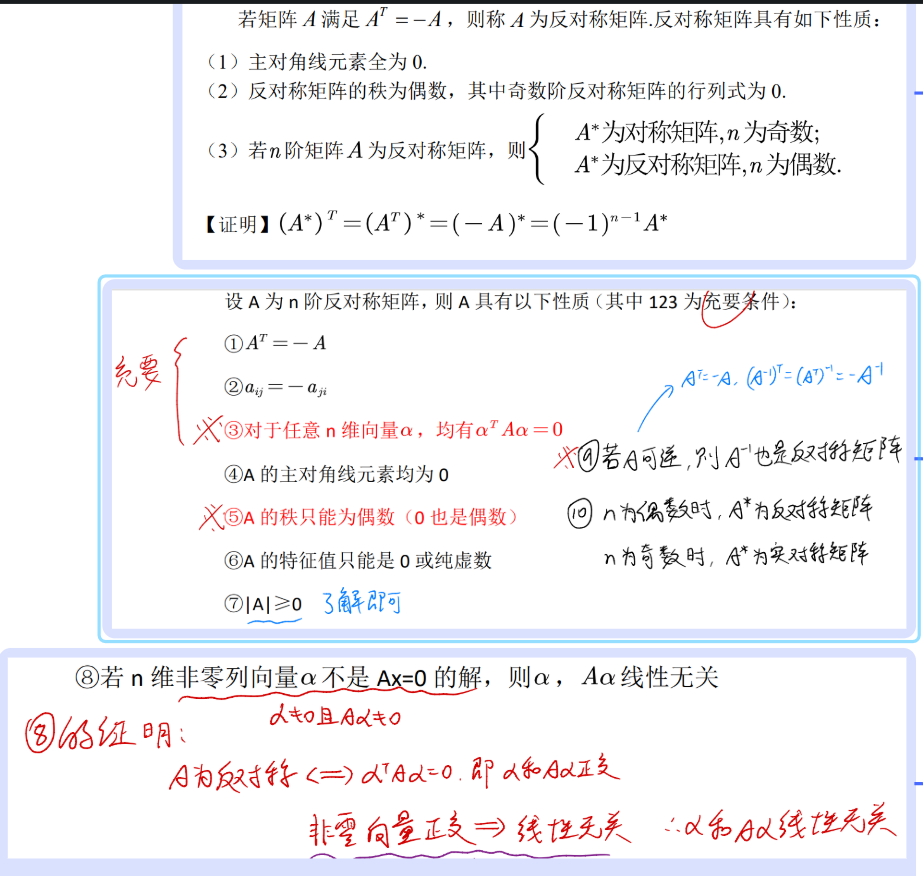 若矩阵 A 满足 A^T = −A，则称 A 为反对称矩阵.反对称矩阵具有如下性质：
（1）主对角线元素全为 0.
（2）反对称矩阵的秩为偶数，其中奇数阶反对称矩阵的行列式为 0.
（3）若n阶矩阵 A 为反对称矩阵，则{ A*为对称矩阵,n为奇数;
A*为反对称矩阵,n为偶数.
【证明】(A*)^T=(A^T)*=(−A)*=(−1)^{n−1}A*
设 A 为 n 阶反对称矩阵，则 A 具有以下性质（其中 123 为充要条件）：
充要
①A^T=−A
A^T=-A, (A^{-1})^T=(A^T)^{-1}=-A^{-1}
②a_{ij}=−a_{ji}
※③对于任意 n 维向量α，均有α^T Aα=0
※⑨若A可逆,则A^{-1}也是反对称矩阵
④A 的主对角线元素均为 0
※⑤A 的秩只能为偶数（0 也是偶数）
⑩ n为偶数时, A*为反对称矩阵
n为奇数时, A*为实对称矩阵
⑥A 的特征值只能是 0 或纯虚数
⑦|A|≥0 了解即可
⑧若 n 维非零列向量α不是 Ax=0 的解，则α，Aα线性无关
α≠0且Aα≠0
⑧的证明:
A为反对称<=>α^TAα=0.即 α和Aα正交
非零向量正交=>线性无关 ∴α和Aα线性无关